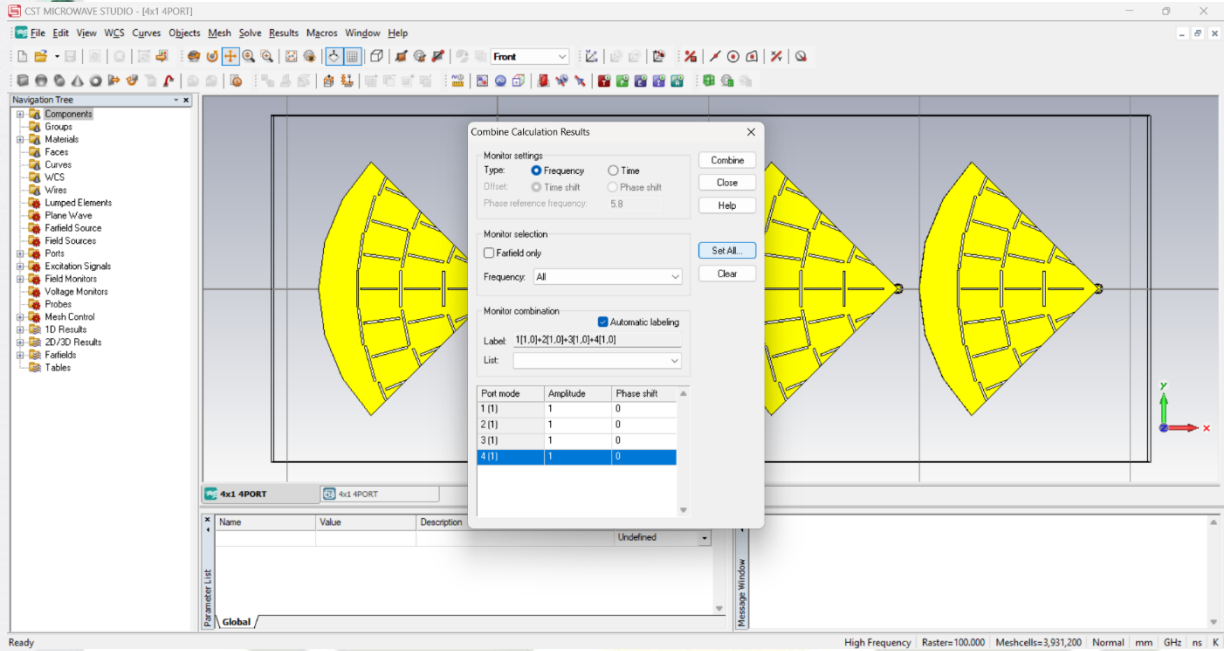 CST MICROWAVE STUDIO - [4x1 4PORT]
File Edit View WCS Curves Objects Mesh Solve Results Macros Window Help
Front
Navigation Tree
Components
Groups
Materials
Faces
Curves
WCS
Wires
Lumped Elements
Plane Wave
Farfield Source
Field Sources
Ports
Excitation Signals
Field Monitors
Voltage Monitors
Probes
Mesh Control
1D Results
2D/3D Results
Farfields
Tables
Combine Calculation Results
Monitor settings
Type: Frequency Time
Offset: Time shift Phase shift
Phase reference frequency: 5.8
Combine
Close
Help
Monitor selection
Farfield only
Frequency: All
Set All...
Clear
Monitor combination
Automatic labeling
Label: 1[1,0]+2[1,0]+3[1,0]+4[1,0]
List:
Port mode Amplitude Phase shift
1 (1) 1 0
2 (1) 1 0
3 (1) 1 0
4 (1) 1 0
y
x
4x1 4PORT 4x1 4PORT
Name Value Description
Undefined
Parameter List
Global
Message Window
Ready
High Frequency Raster=100.000 Meshcells=3,931,200 Normal mm GHz ns K